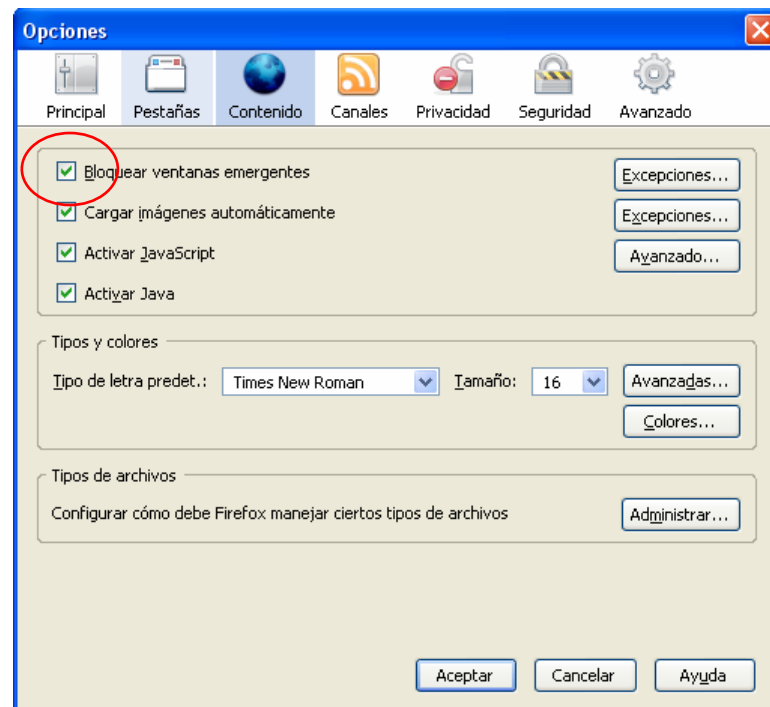 Opciones
Principal Pestañas Contenido Canales Privacidad Seguridad Avanzado
Bloquear ventanas emergentes Excepciones...
Cargar imágenes automáticamente Excepciones...
Activar JavaScript Avanzado...
Activar Java
Tipos y colores
Tipo de letra predet.: Times New Roman Tamaño: 16 Avanzadas...
Colores...
Tipos de archivos
Configurar cómo debe Firefox manejar ciertos tipos de archivos Administrar...
Aceptar Cancelar Ayuda